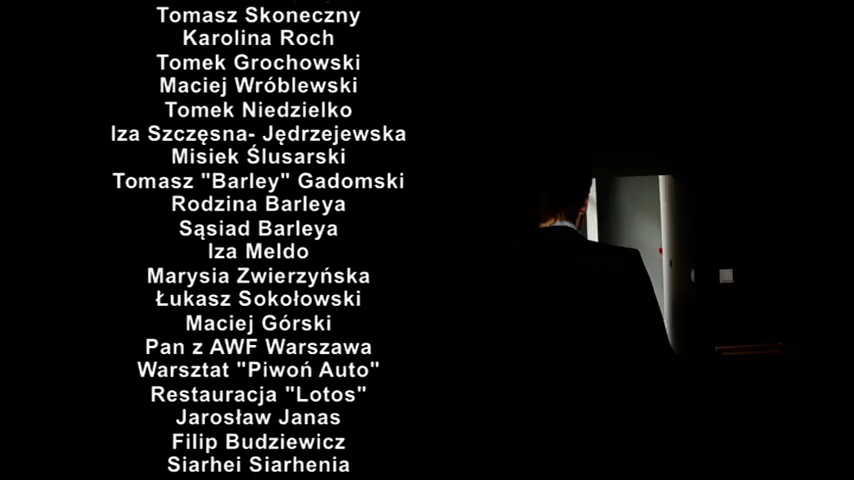 Tomasz Skoneczny
Karolina Roch
Tomek Grochowski
Maciej Wróblewski
Tomek Niedzielko
Iza Szczęsna- Jędrzejewska
Misiek Ślusarski
Tomasz "Barley" Gadomski
Rodzina Barleya
Sąsiad Barleya
Iza Meldo
Marysia Zwierzyńska
Łukasz Sokołowski
Maciej Górski
Pan z AWF Warszawa
Warsztat "Piwoń Auto"
Restauracja "Lotos"
Jarosław Janas
Filip Budziewicz
Siarhei Siarhenia